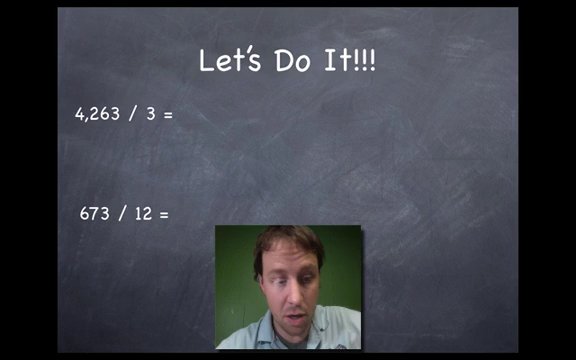 Let's Do It!!!
4,263 / 3 =
673 / 12 =